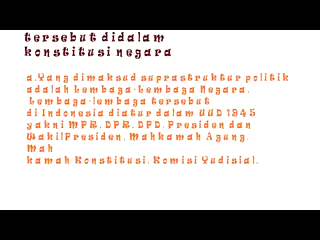 tersebut didalam
konstitusi negara
a.Yang dimaksud suprastruktur politik
adalah Lembaga-Lembaga Negara.
Lembaga-lembaga tersebut
di Indonesia diatur dalam UUD 1945
yakni MPR, DPR, DPD, Presiden dan
WakilPresiden, Mahkamah Agung,
Mah
kamah Konstitusi, Komisi Yudisial.